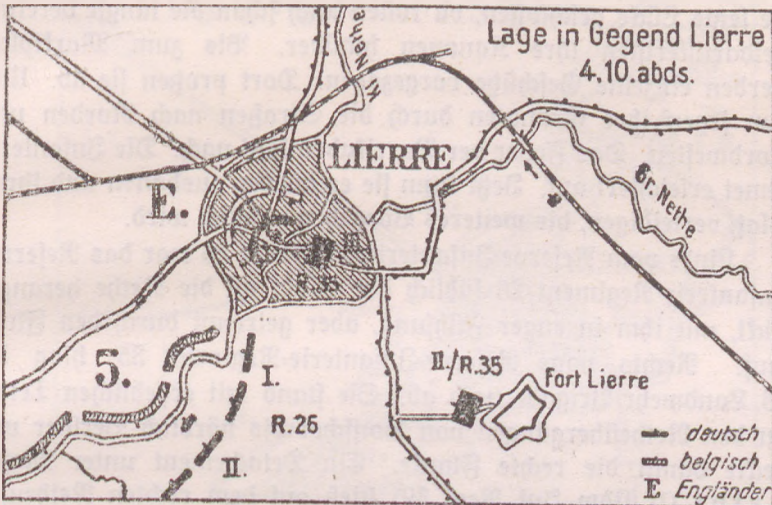 Lage in Gegend Lierre
4.10.abds.
Kl. Nethe
LIERRE
Gr. Nethe
E.
III.
R.35
5.
I.
II. R.35
Fort Lierre
R.26
II.
deutsch
belgisch
E Engländer